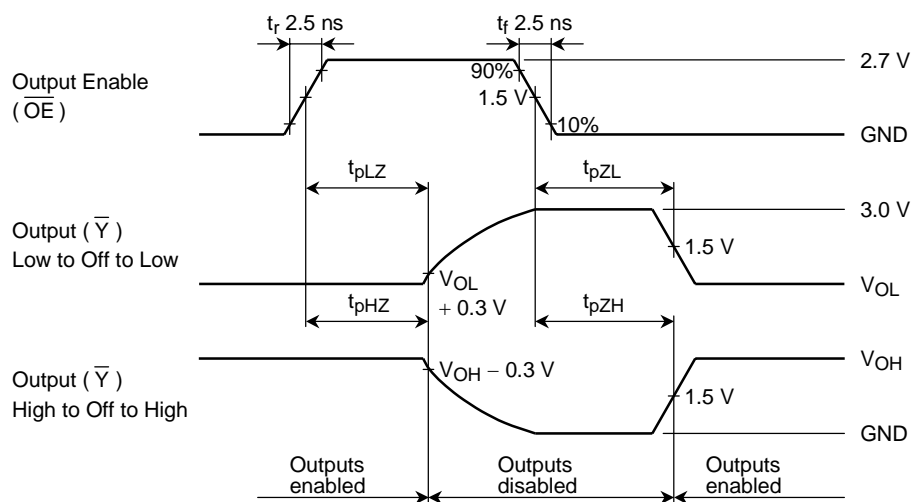 tr 2.5 ns
tf 2.5 ns
Output Enable
( O̅E̅ )
90%
1.5 V
10%
2.7 V
GND
tpLZ
tpZL
Output ( Y̅ )
Low to Off to Low
3.0 V
1.5 V
VOL
+ 0.3 V
VOL
tpHZ
tpZH
Output ( Y̅ )
High to Off to High
VOH − 0.3 V
VOH
1.5 V
GND
Outputs
enabled
Outputs
disabled
Outputs
enabled